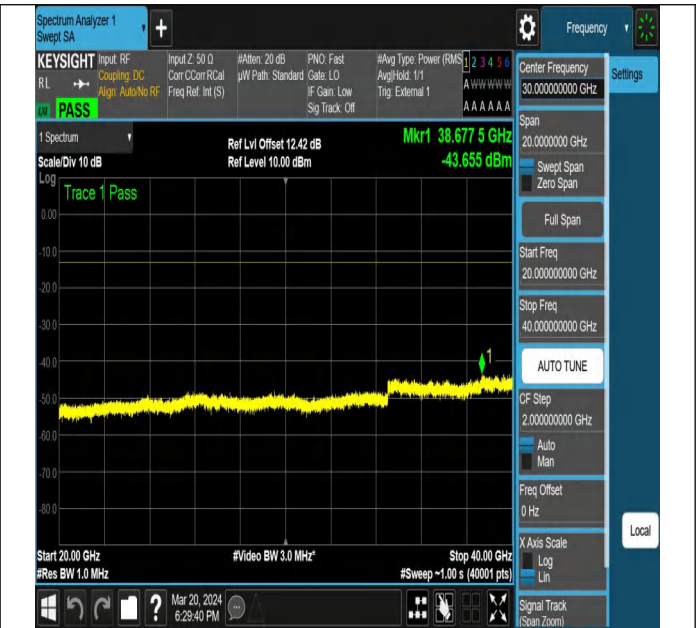 Spectrum Analyzer 1
Swept SA
+
Frequency
KEYSIGHT
Input: RF
Coupling: DC
Align: Auto/No RF
Input Z: 50 Ω
Corr CCorr RCal
Freq Ref: Int (S)
#Atten: 20 dB
µW Path: Standard
PNO: Fast
Gate: LO
IF Gain: Low
Sig Track: Off
#Avg Type: Power (RMS
Avg|Hold: 1/1
Trig: External 1
1 2 3 4 5 6
A W W W W W
A A A A A A
RL
PASS
1 Spectrum
Scale/Div 10 dB
Log
Ref Lvl Offset 12.42 dB
Ref Level 10.00 dBm
Mkr1 38.677 5 GHz
-43.655 dBm
Trace 1 Pass
0.00
-10.0
-20.0
-30.0
-40.0
-50.0
-60.0
-70.0
-80.0
1
Start 20.00 GHz
#Res BW 1.0 MHz
#Video BW 3.0 MHz*
Stop 40.00 GHz
#Sweep ~1.00 s (40001 pts)
Mar 20, 2024
6:29:40 PM
?
Center Frequency
30.000000000 GHz
Settings
Span
20.0000000 GHz
Swept Span
Zero Span
Full Span
Start Freq
20.000000000 GHz
Stop Freq
40.000000000 GHz
AUTO TUNE
CF Step
2.000000000 GHz
Auto
Man
Freq Offset
0 Hz
X Axis Scale
Log
Lin
Local
Signal Track
(Span Zoom)